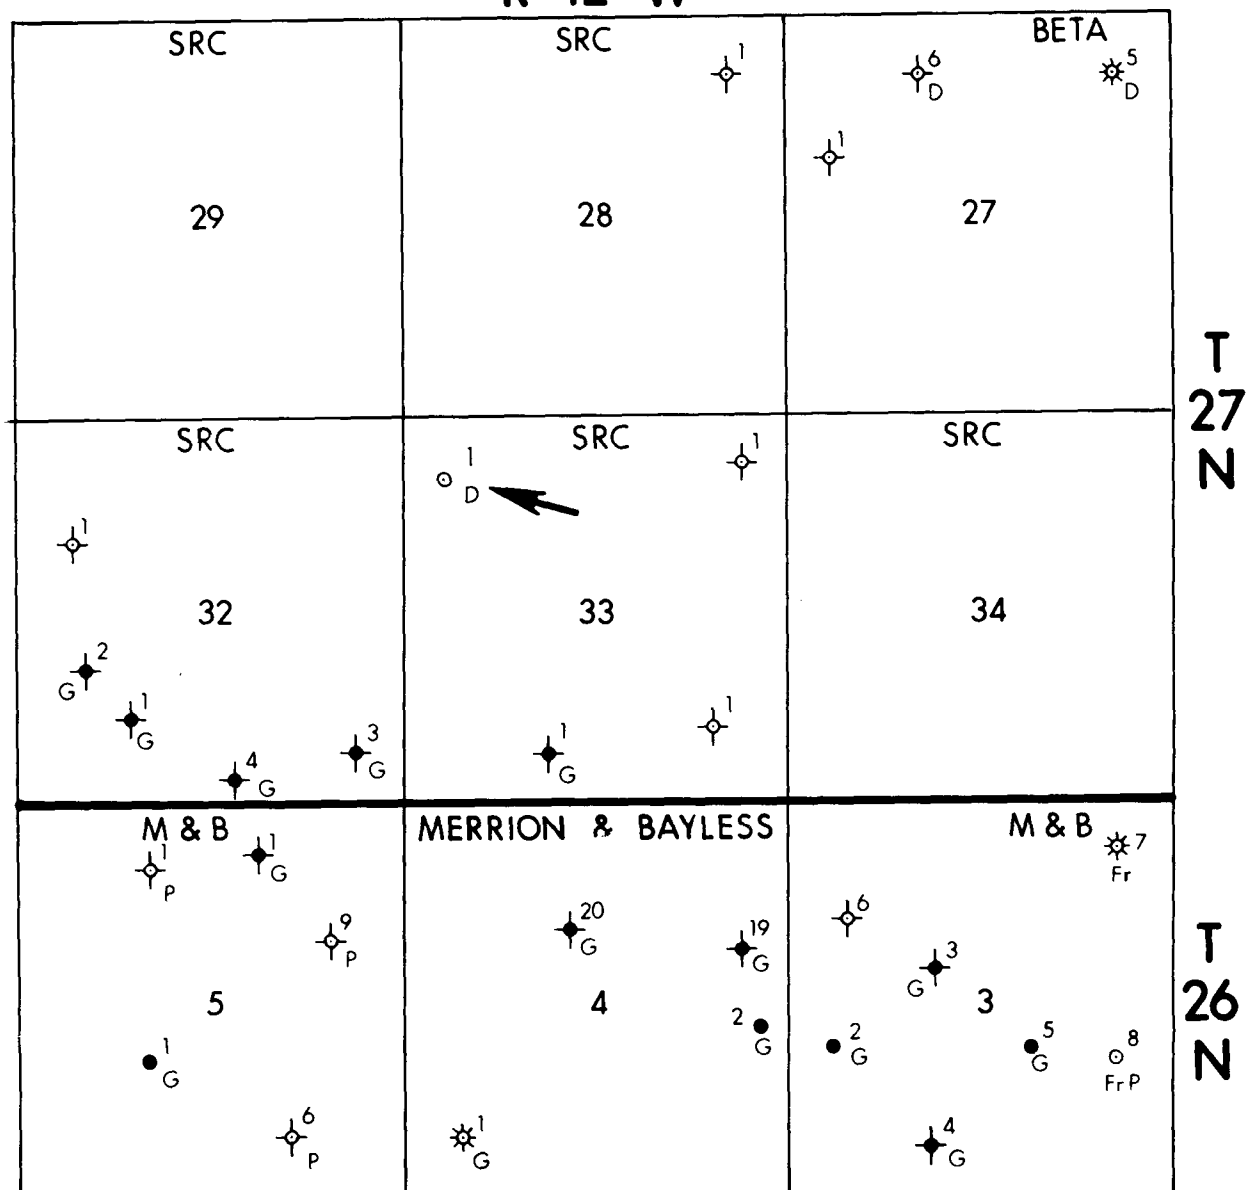 SRC
SRC
BETA
1
6
D
5
D
1
29
28
27
T
27
N
SRC
SRC
SRC
1
D
1
1
32
33
34
2
G
1
G
4
G
3
G
1
G
1
M & B
MERRION & BAYLESS
M & B
1
P
1
G
9
P
20
G
19
G
7
Fr
6
3
G
5
4
3
T
26
N
2
G
2
G
5
G
8
Fr P
1
G
6
P
1
G
4
G